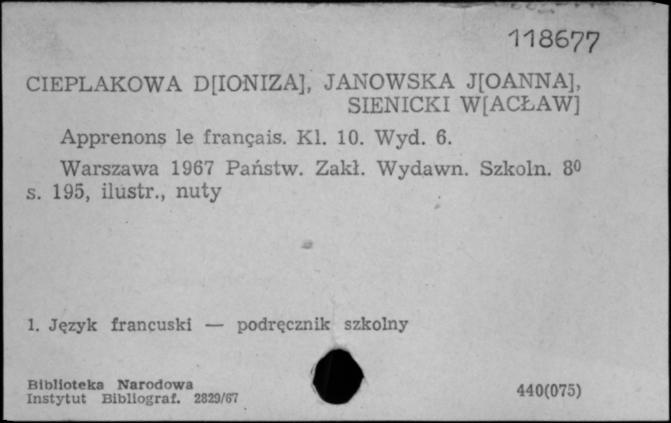 118677
CIEPLAKOWA D[IONIZA], JANOWSKA J[OANNA],
SIENICKI W[ACŁAW]
Apprenons le français. Kl. 10. Wyd. 6.
Warszawa 1967 Państw. Zakł. Wydawn. Szkoln. 8⁰
s. 195, ilustr., nuty
1. Język francuski — podręcznik szkolny
Biblioteka Narodowa
Instytut Bibliograf. 2829/67
440(075)